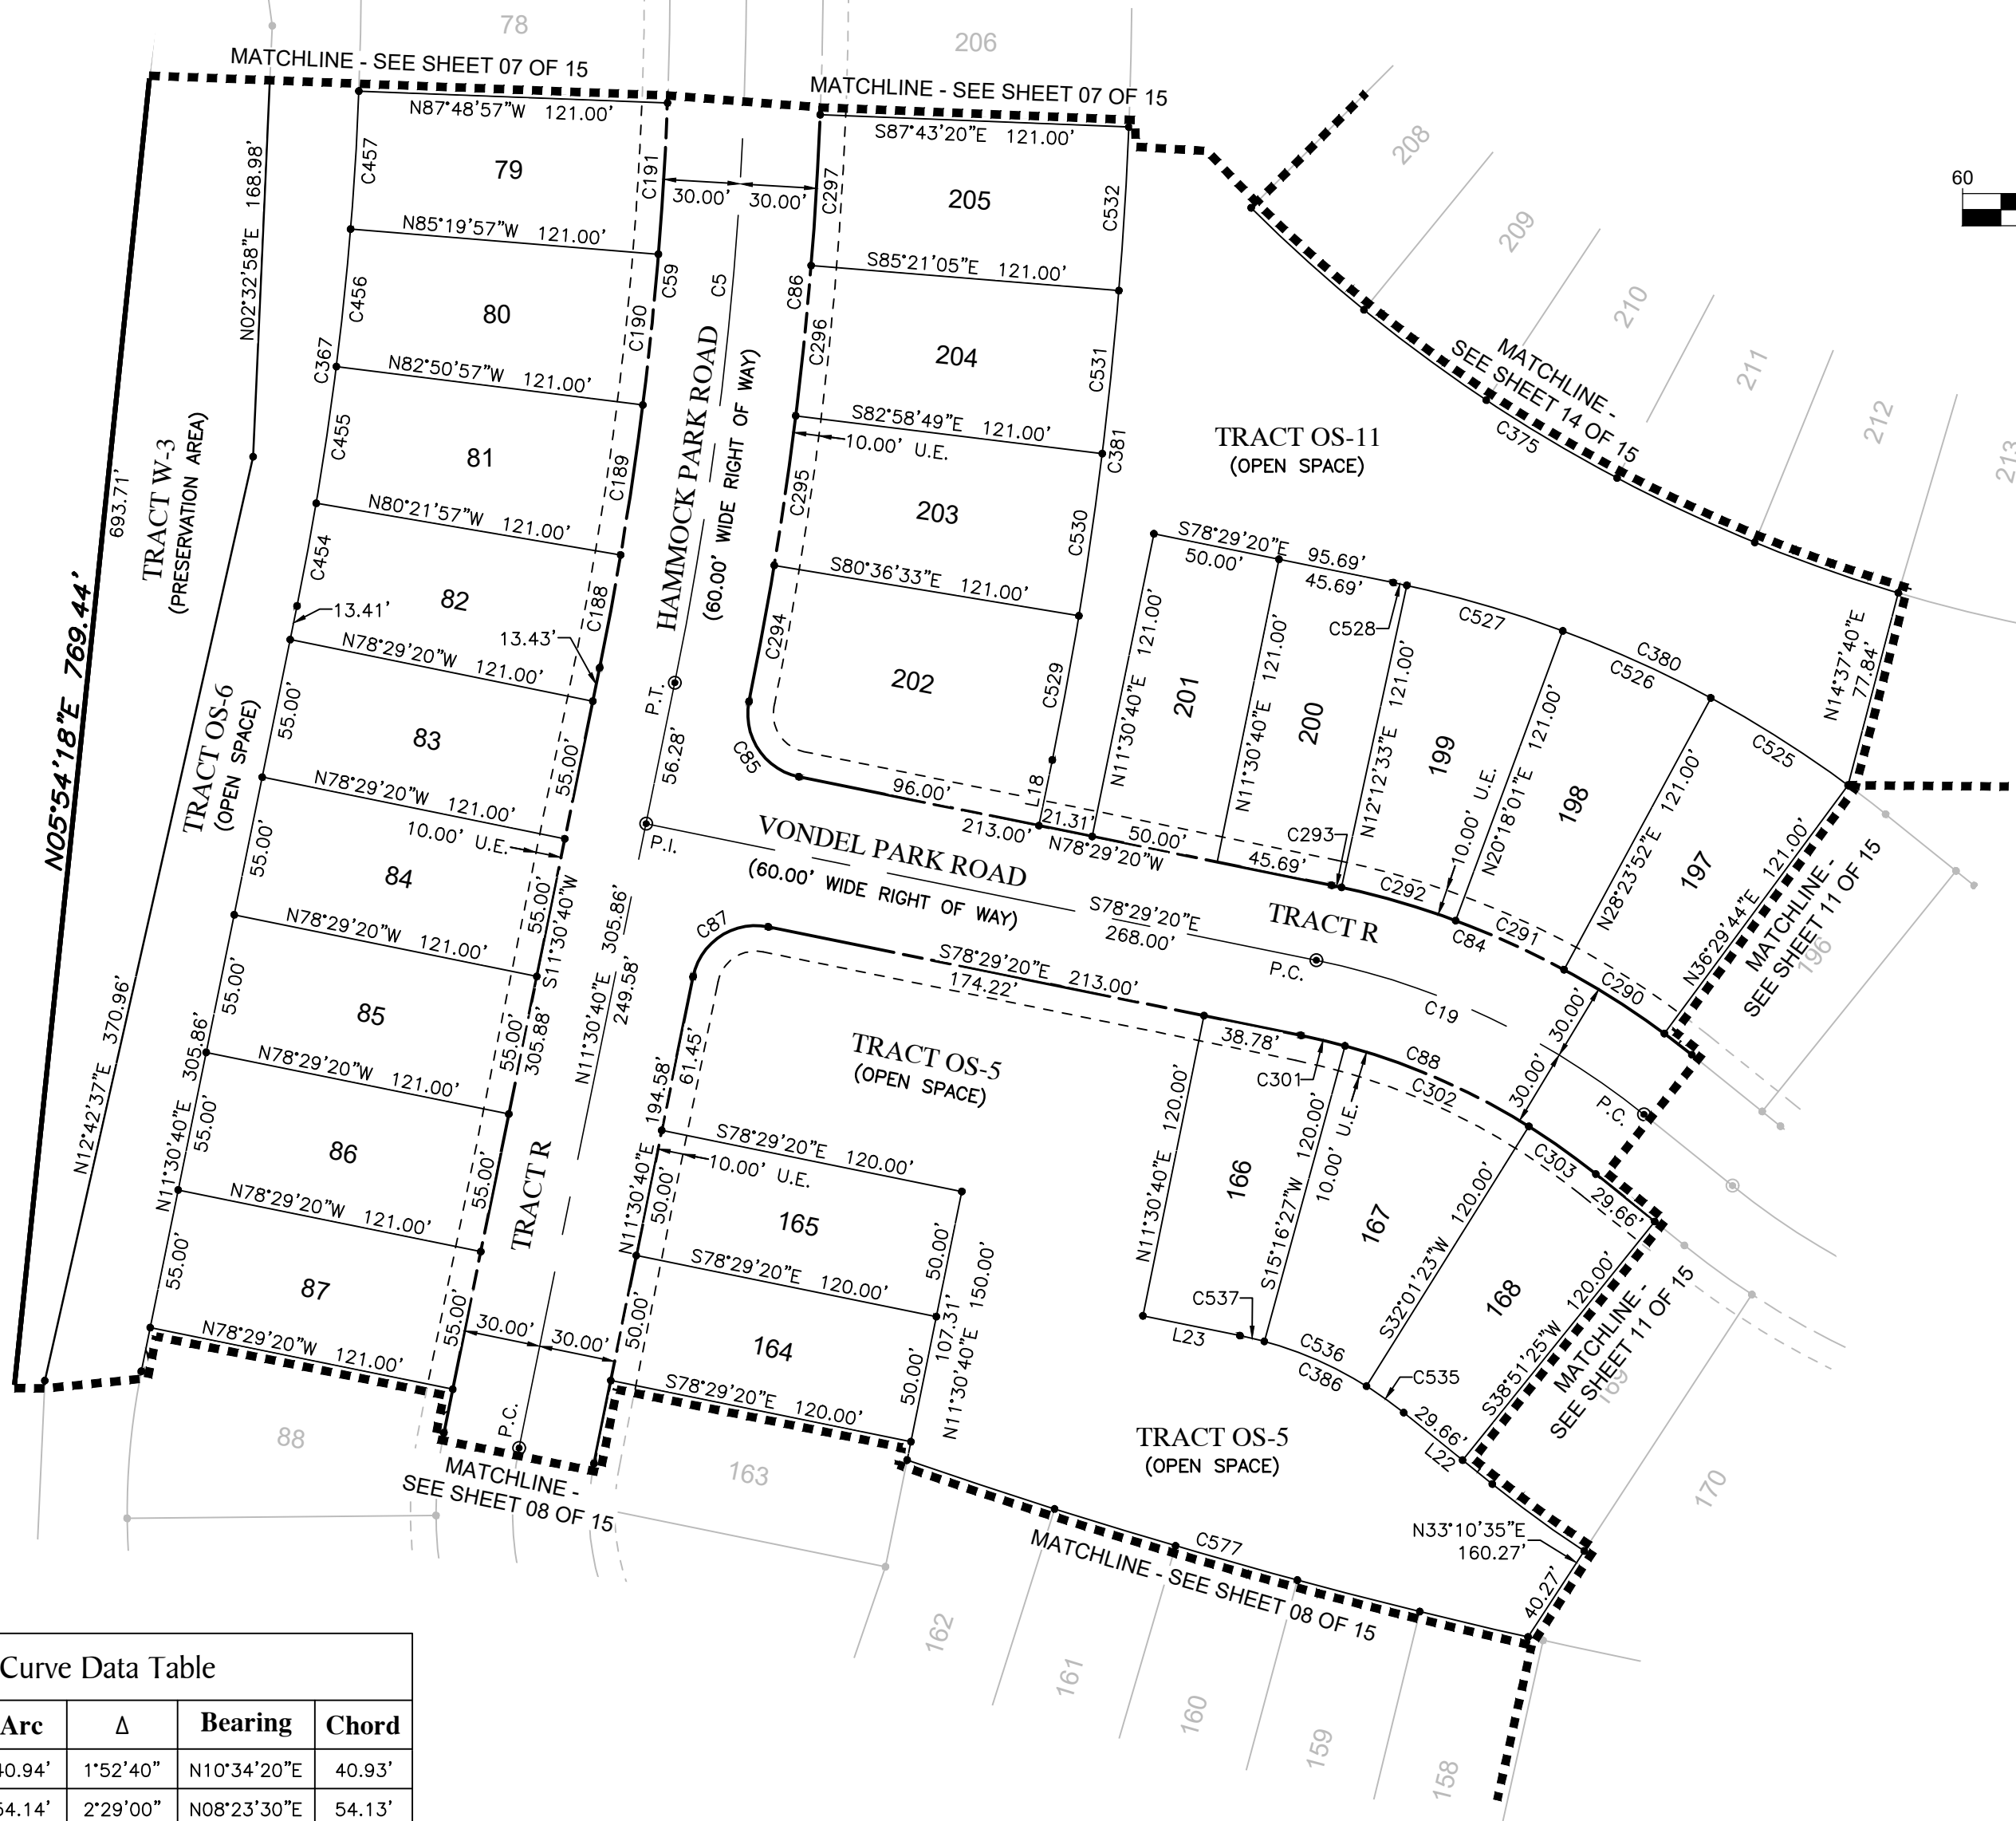 78
206
MATCHLINE - SEE SHEET 07 OF 15
MATCHLINE - SEE SHEET 07 OF 15
N87°48'57"W 121.00'
S87°43'20"E 121.00'
208
60
N02°32'58"E 168.98'
C457
79
C191
30.00'
30.00'
C297
205
C532
209
N85°19'57"W 121.00'
S85°21'05"E 121.00'
C456
80
C190
C59
C5
C86
C296
204
C531
210
MATCHLINE -
SEE SHEET 14 OF 15
211
C367
N82°50'57"W 121.00'
S82°58'49"E 121.00'
10.00' U.E.
C375
212
213
TRACT OS-11
(OPEN SPACE)
693.71'
TRACT W-3
(PRESERVATION AREA)
C455
81
C189
HAMMOCK PARK ROAD
(60.00' WIDE RIGHT OF WAY)
C295
203
C530
C381
N80°21'57"W 121.00'
S80°36'33"E 121.00'
C454
82
C188
13.41'
13.43'
N05°54'18"E 769.44'
S78°29'20"E 95.69'
50.00'
45.69'
C528
C527
C380
C526
C525
N14°37'40"E
77.84'
N78°29'20"W 121.00'
TRACT OS-6
(OPEN SPACE)
55.00'
83
55.00'
P.T.
56.28'
C294
202
C529
C85
L18
96.00'
N11°30'40"E 121.00'
201
N11°30'40"E 121.00'
200
N12°12'33"E 121.00'
199
10.00' U.E.
N20°18'01"E 121.00'
198
N28°23'52"E 121.00'
197
N36°29'44"E 121.00'
MATCHLINE -
SEE SHEET 11 OF 15
196
N78°29'20"W 121.00'
10.00' U.E.
55.00'
84
55.00'
P.I.
VONDEL PARK ROAD
(60.00' WIDE RIGHT OF WAY)
213.00'
21.31'
N78°29'20"W
50.00'
45.69'
C293
C292
C84
C291
C290
S78°29'20"E
268.00'
TRACT R
P.C.
C19
30.00'
30.00'
P.C.
N78°29'20"W 121.00'
S11°30'40"W
305.88'
N11°30'40"E 305.86'
249.58'
C87
S78°29'20"E 213.00'
174.22'
38.78'
C301
C88
C302
C303
29.66'
N12°42'37"E 370.96'
N11°30'40"E 305.86'
55.00'
85
55.00'
N78°29'20"W 121.00'
61.45'
N11°30'40"E 194.58'
TRACT OS-5
(OPEN SPACE)
N11°30'40"E 120.00'
166
S15°16'27"W 120.00'
10.00' U.E.
167
S32°01'23"W 120.00'
168
S38°51'25"W 120.00'
MATCHLINE -
SEE SHEET 11 OF 15
169
55.00'
86
55.00'
TRACT R
S78°29'20"E 120.00'
10.00' U.E.
50.00'
165
50.00'
N78°29'20"W 121.00'
S78°29'20"E 120.00'
107.31'
N11°30'40"E 150.00'
55.00'
87
55.00'
30.00'
30.00'
50.00'
164
50.00'
C537
L23
C536
C386
C535
29.66'
L22
N78°29'20"W 121.00'
S78°29'20"E 120.00'
P.C.
88
MATCHLINE -
SEE SHEET 08 OF 15
163
TRACT OS-5
(OPEN SPACE)
170
C577
MATCHLINE - SEE SHEET 08 OF 15
N33°10'35"E
160.27'
40.27'
162
161
160
159
158
Curve Data Table
Arc Δ Bearing Chord
40.94' 1°52'40" N10°34'20"E 40.93'
54.14' 2°29'00" N08°23'30"E 54.13'